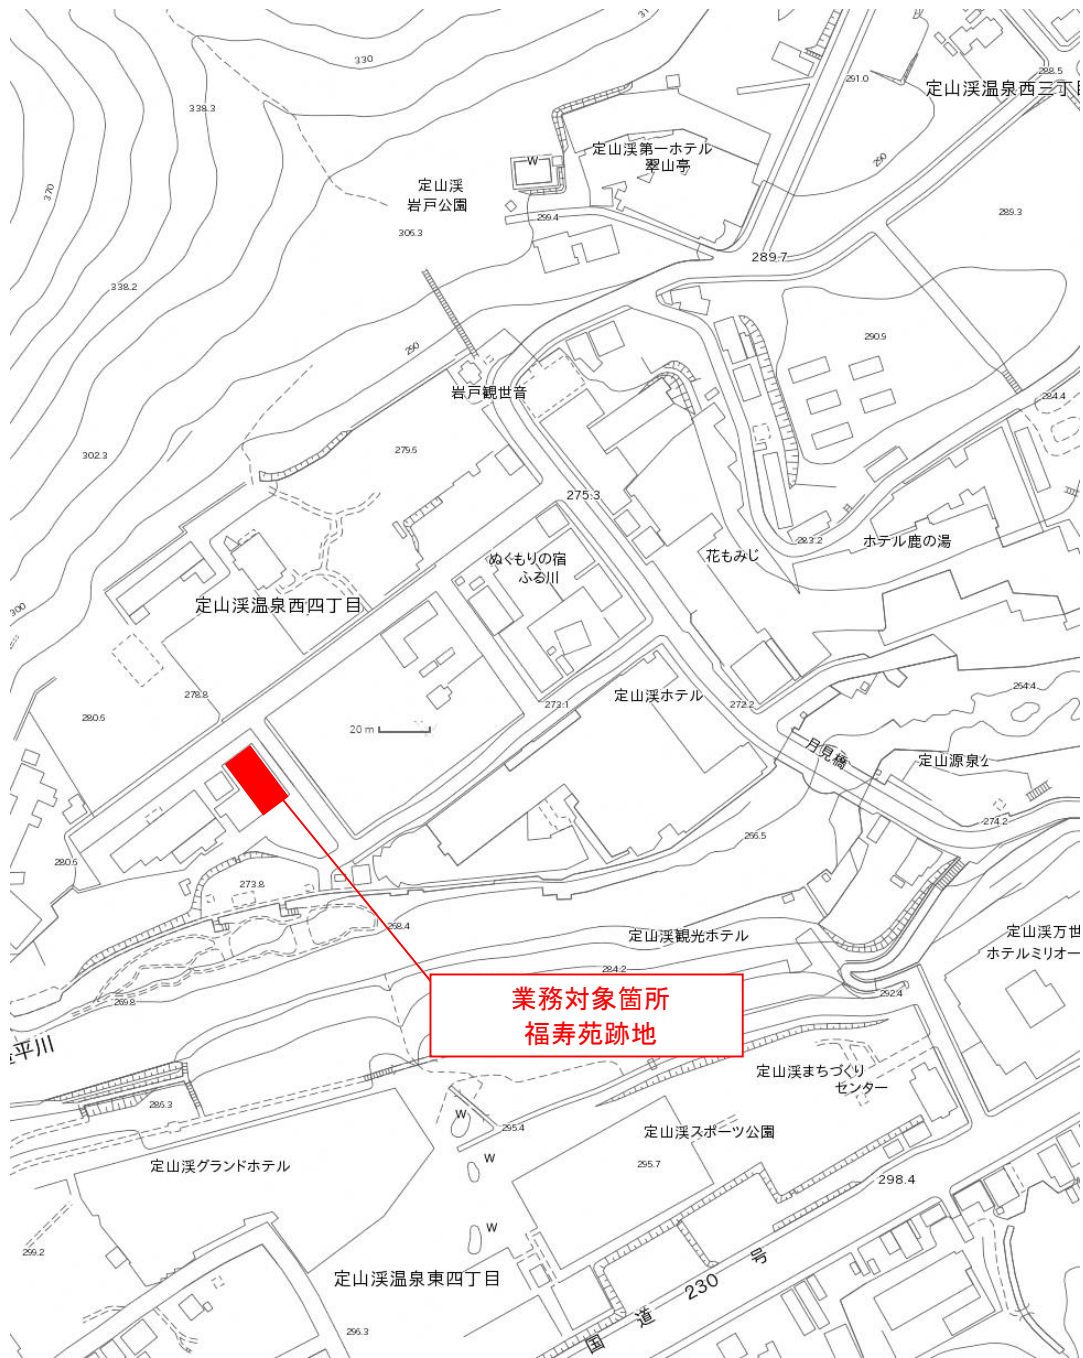 330
338.3
370
338.2
302.3
300
定山渓
岩戸公園
306.3
W
299.4
定山渓第一ホテル
翠山亭
291.0
288.5
定山渓温泉西三丁目
290
289.3
289.7
290.9
290
岩戸観世音
284.4
279.5
275.3
283.2
ホテル鹿の湯
花もみじ
ぬくもりの宿
ふる川
定山渓温泉西四丁目
278.8
280.5
定山渓ホテル
273.1
272.2
264.4
20 m
月見橋
定山源泉公
274.2
266.5
280.5
273.8
268.4
定山渓観光ホテル
定山渓万世
ホテルミリオー
284.2
292.4
269.8
業務対象箇所
福寿苑跡地
平川
286.3
定山渓まちづくり
センター
W
295.4
定山渓スポーツ公園
W
295.7
定山渓グランドホテル
298.4
W
299.2
定山渓温泉東四丁目
国道 230 号
296.3